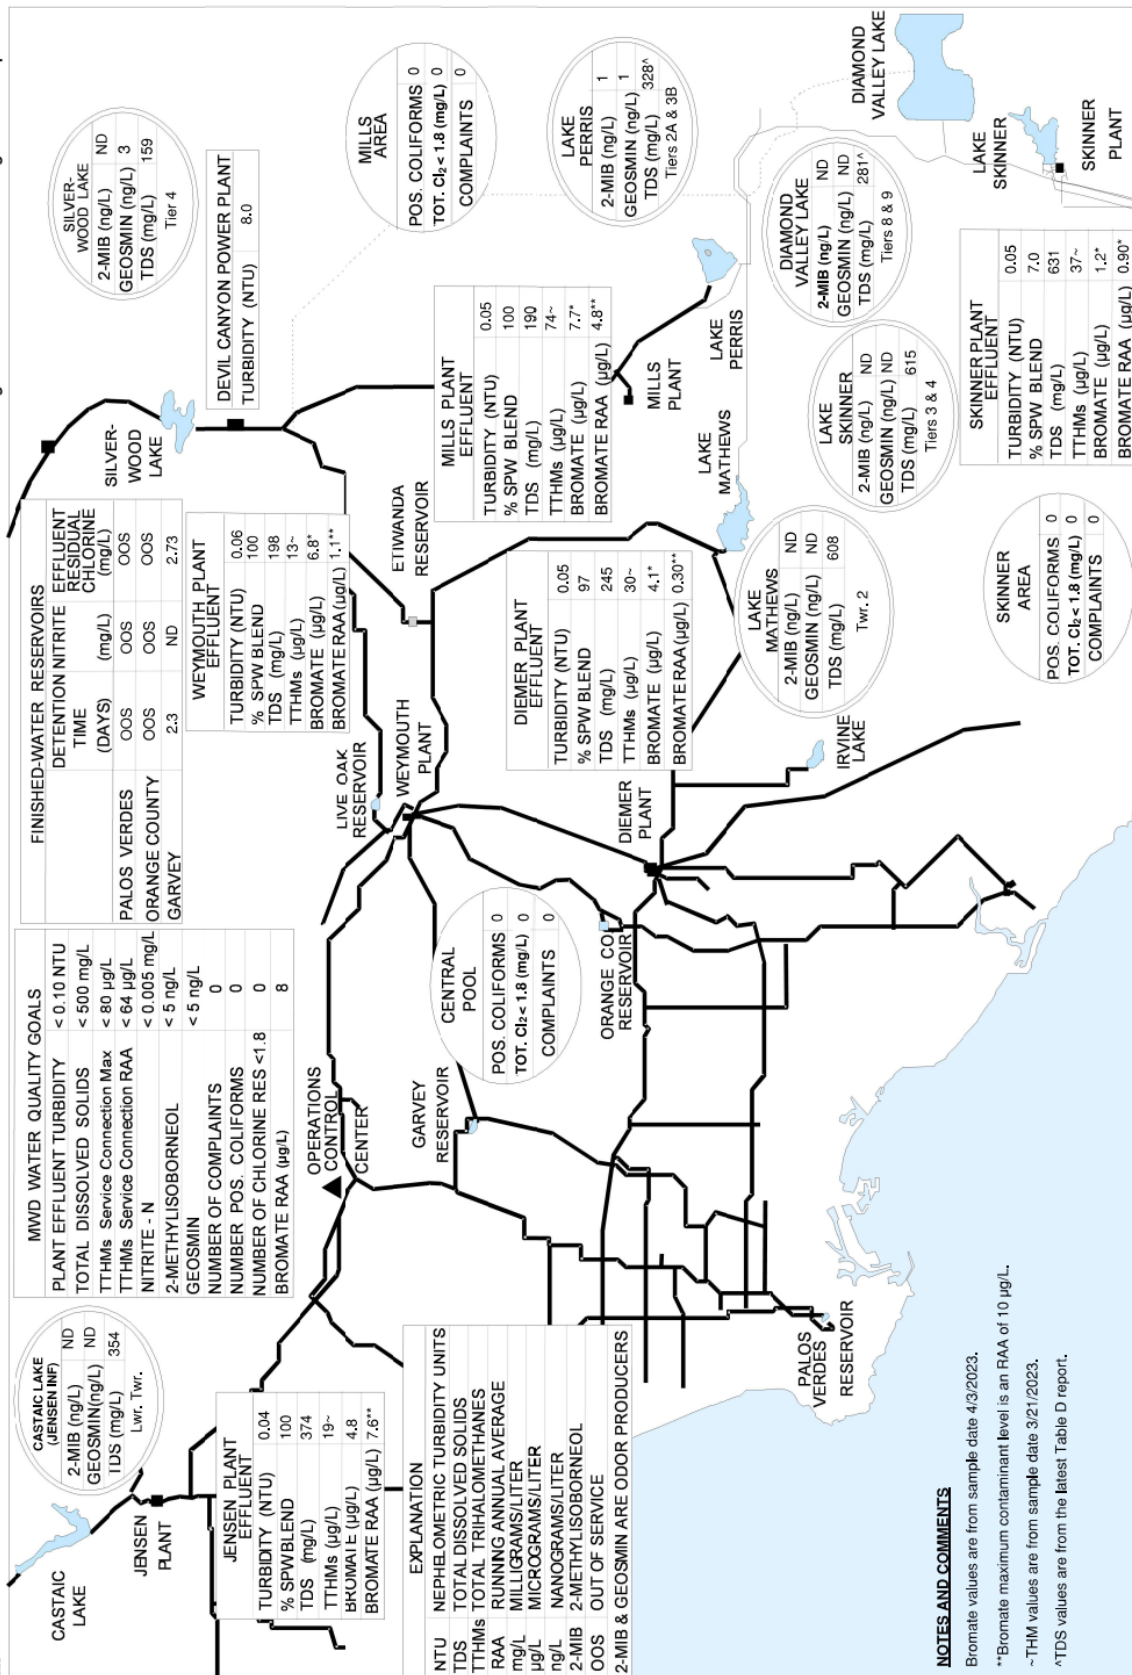 CASTAIC LAKE
(JENSEN INF)
2-MIB (ng/L) ND
GEOSMIN(ng/L) ND
TDS (mg/L) 354
Lwr. Twr.
CASTAIC
LAKE
JENSEN
PLANT
JENSEN PLANT
EFFLUENT
TURBIDITY (NTU) 0.04
% SPW BLEND 100
TDS (mg/L) 374
TTHMs (µg/L) 19~
BROMATE (µg/L) 4.8
BROMATE RAA (µg/L) 7.6**
MWD WATER QUALITY GOALS
PLANT EFFLUENT TURBIDITY < 0.10 NTU
TOTAL DISSOLVED SOLIDS < 500 mg/L
TTHMs Service Connection Max < 80 µg/L
TTHMs Service Connection RAA < 64 µg/L
NITRITE - N < 0.005 mg/L
2-METHYLISOBORNEOL < 5 ng/L
GEOSMIN < 5 ng/L
NUMBER OF COMPLAINTS 0
NUMBER POS. COLIFORMS 0
NUMBER OF CHLORINE RES <1.8 0
BROMATE RAA (µg/L) 8
FINISHED-WATER RESERVOIRS
DETENTION TIME (DAYS) NITRITE (mg/L) EFFLUENT RESIDUAL CHLORINE (mg/L)
PALOS VERDES OOS OOS OOS
ORANGE COUNTY OOS OOS OOS
GARVEY 2.3 ND 2.73
SILVER-
WOOD LAKE
2-MIB (ng/L) ND
GEOSMIN (ng/L) 3
TDS (mg/L) 159
Tier 4
SILVER-
WOOD
LAKE
DEVIL CANYON POWER PLANT
TURBIDITY (NTU) 8.0
WEYMOUTH PLANT
EFFLUENT
TURBIDITY (NTU) 0.06
% SPW BLEND 100
TDS (mg/L) 198
TTHMs (µg/L) 13~
BROMATE (µg/L) 6.8*
BROMATE RAA (µg/L) 1.1**
OPERATIONS
CONTROL
CENTER
LIVE OAK
RESERVOIR
WEYMOUTH
PLANT
ETIWANDA
RESERVOIR
MILLS
AREA
POS. COLIFORMS 0
TOT. Cl₂ < 1.8 (mg/L) 0
COMPLAINTS 0
MILLS PLANT
EFFLUENT
TURBIDITY (NTU) 0.05
% SPW BLEND 100
TDS (mg/L) 190
TTHMs (µg/L) 74~
BROMATE (µg/L) 7.7*
BROMATE RAA (µg/L) 4.8**
EXPLANATION
NTU NEPHELOMETRIC TURBIDITY UNITS
TDS TOTAL DISSOLVED SOLIDS
TTHMs TOTAL TRIHALOMETHANES
RAA RUNNING ANNUAL AVERAGE
mg/L MILLIGRAMS/LITER
µg/L MICROGRAMS/LITER
ng/L NANOGRAMS/LITER
2-MIB 2-METHYLISOBORNEOL
OOS OUT OF SERVICE
2-MIB & GEOSMIN ARE ODOR PRODUCERS
GARVEY
RESERVOIR
CENTRAL
POOL
POS. COLIFORMS 0
TOT. Cl₂ < 1.8 (mg/L) 0
COMPLAINTS 0
DIEMER PLANT
EFFLUENT
TURBIDITY (NTU) 0.05
% SPW BLEND 97
TDS (mg/L) 245
TTHMs (µg/L) 30~
BROMATE (µg/L) 4.1*
BROMATE RAA (µg/L) 0.30**
LAKE
PERRIS
2-MIB (ng/L) 1
GEOSMIN (ng/L) 1
TDS (mg/L) 328^
Tiers 2A & 3B
MILLS
PLANT
LAKE
PERRIS
ORANGE CO
RESERVOIR
DIEMER
PLANT
LAKE
MATHEWS
LAKE
MATHEWS
2-MIB (ng/L) ND
GEOSMIN (ng/L) ND
TDS (mg/L) 608
Twr. 2
DIAMOND
VALLEY LAKE
2-MIB (ng/L) ND
GEOSMIN (ng/L) ND
TDS (mg/L) 281^
Tiers 8 & 9
DIAMOND
VALLEY LAKE
LAKE
SKINNER
2-MIB (ng/L) ND
GEOSMIN (ng/L) ND
TDS (mg/L) 615
Tiers 3 & 4
PALOS
VERDES
RESERVOIR
IRVINE
LAKE
LAKE
SKINNER
SKINNER
PLANT
SKINNER PLANT
EFFLUENT
TURBIDITY (NTU) 0.05
% SPW BLEND 7.0
TDS (mg/L) 631
TTHMs (µg/L) 37~
BROMATE (µg/L) 1.2*
BROMATE RAA (µg/L) 0.90*
SKINNER
AREA
POS. COLIFORMS 0
TOT. Cl₂ < 1.8 (mg/L) 0
COMPLAINTS 0
NOTES AND COMMENTS
Bromate values are from sample date 4/3/2023.
**Bromate maximum contaminant level is an RAA of 10 µg/L.
~THM values are from sample date 3/21/2023.
^TDS values are from the latest Table D report.